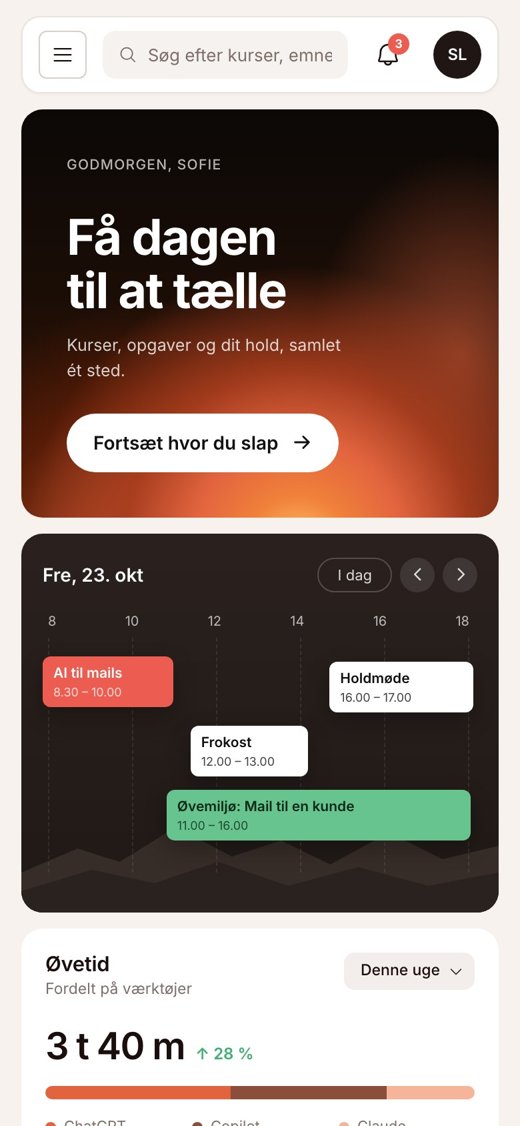 Søg efter kurser, emne
3
SL
GODMORGEN, SOFIE
Få dagen
til at tælle
Kurser, opgaver og dit hold, samlet
ét sted.
Fortsæt hvor du slap
Fre, 23. okt
I dag
8 10 12 14 16 18
AI til mails
8.30 – 10.00
Holdmøde
16.00 – 17.00
Frokost
12.00 – 13.00
Øvemiljø: Mail til en kunde
11.00 – 16.00
Øvetid
Denne uge
Fordelt på værktøjer
3 t 40 m
↑ 28 %
ChatGPT Copilot Claude